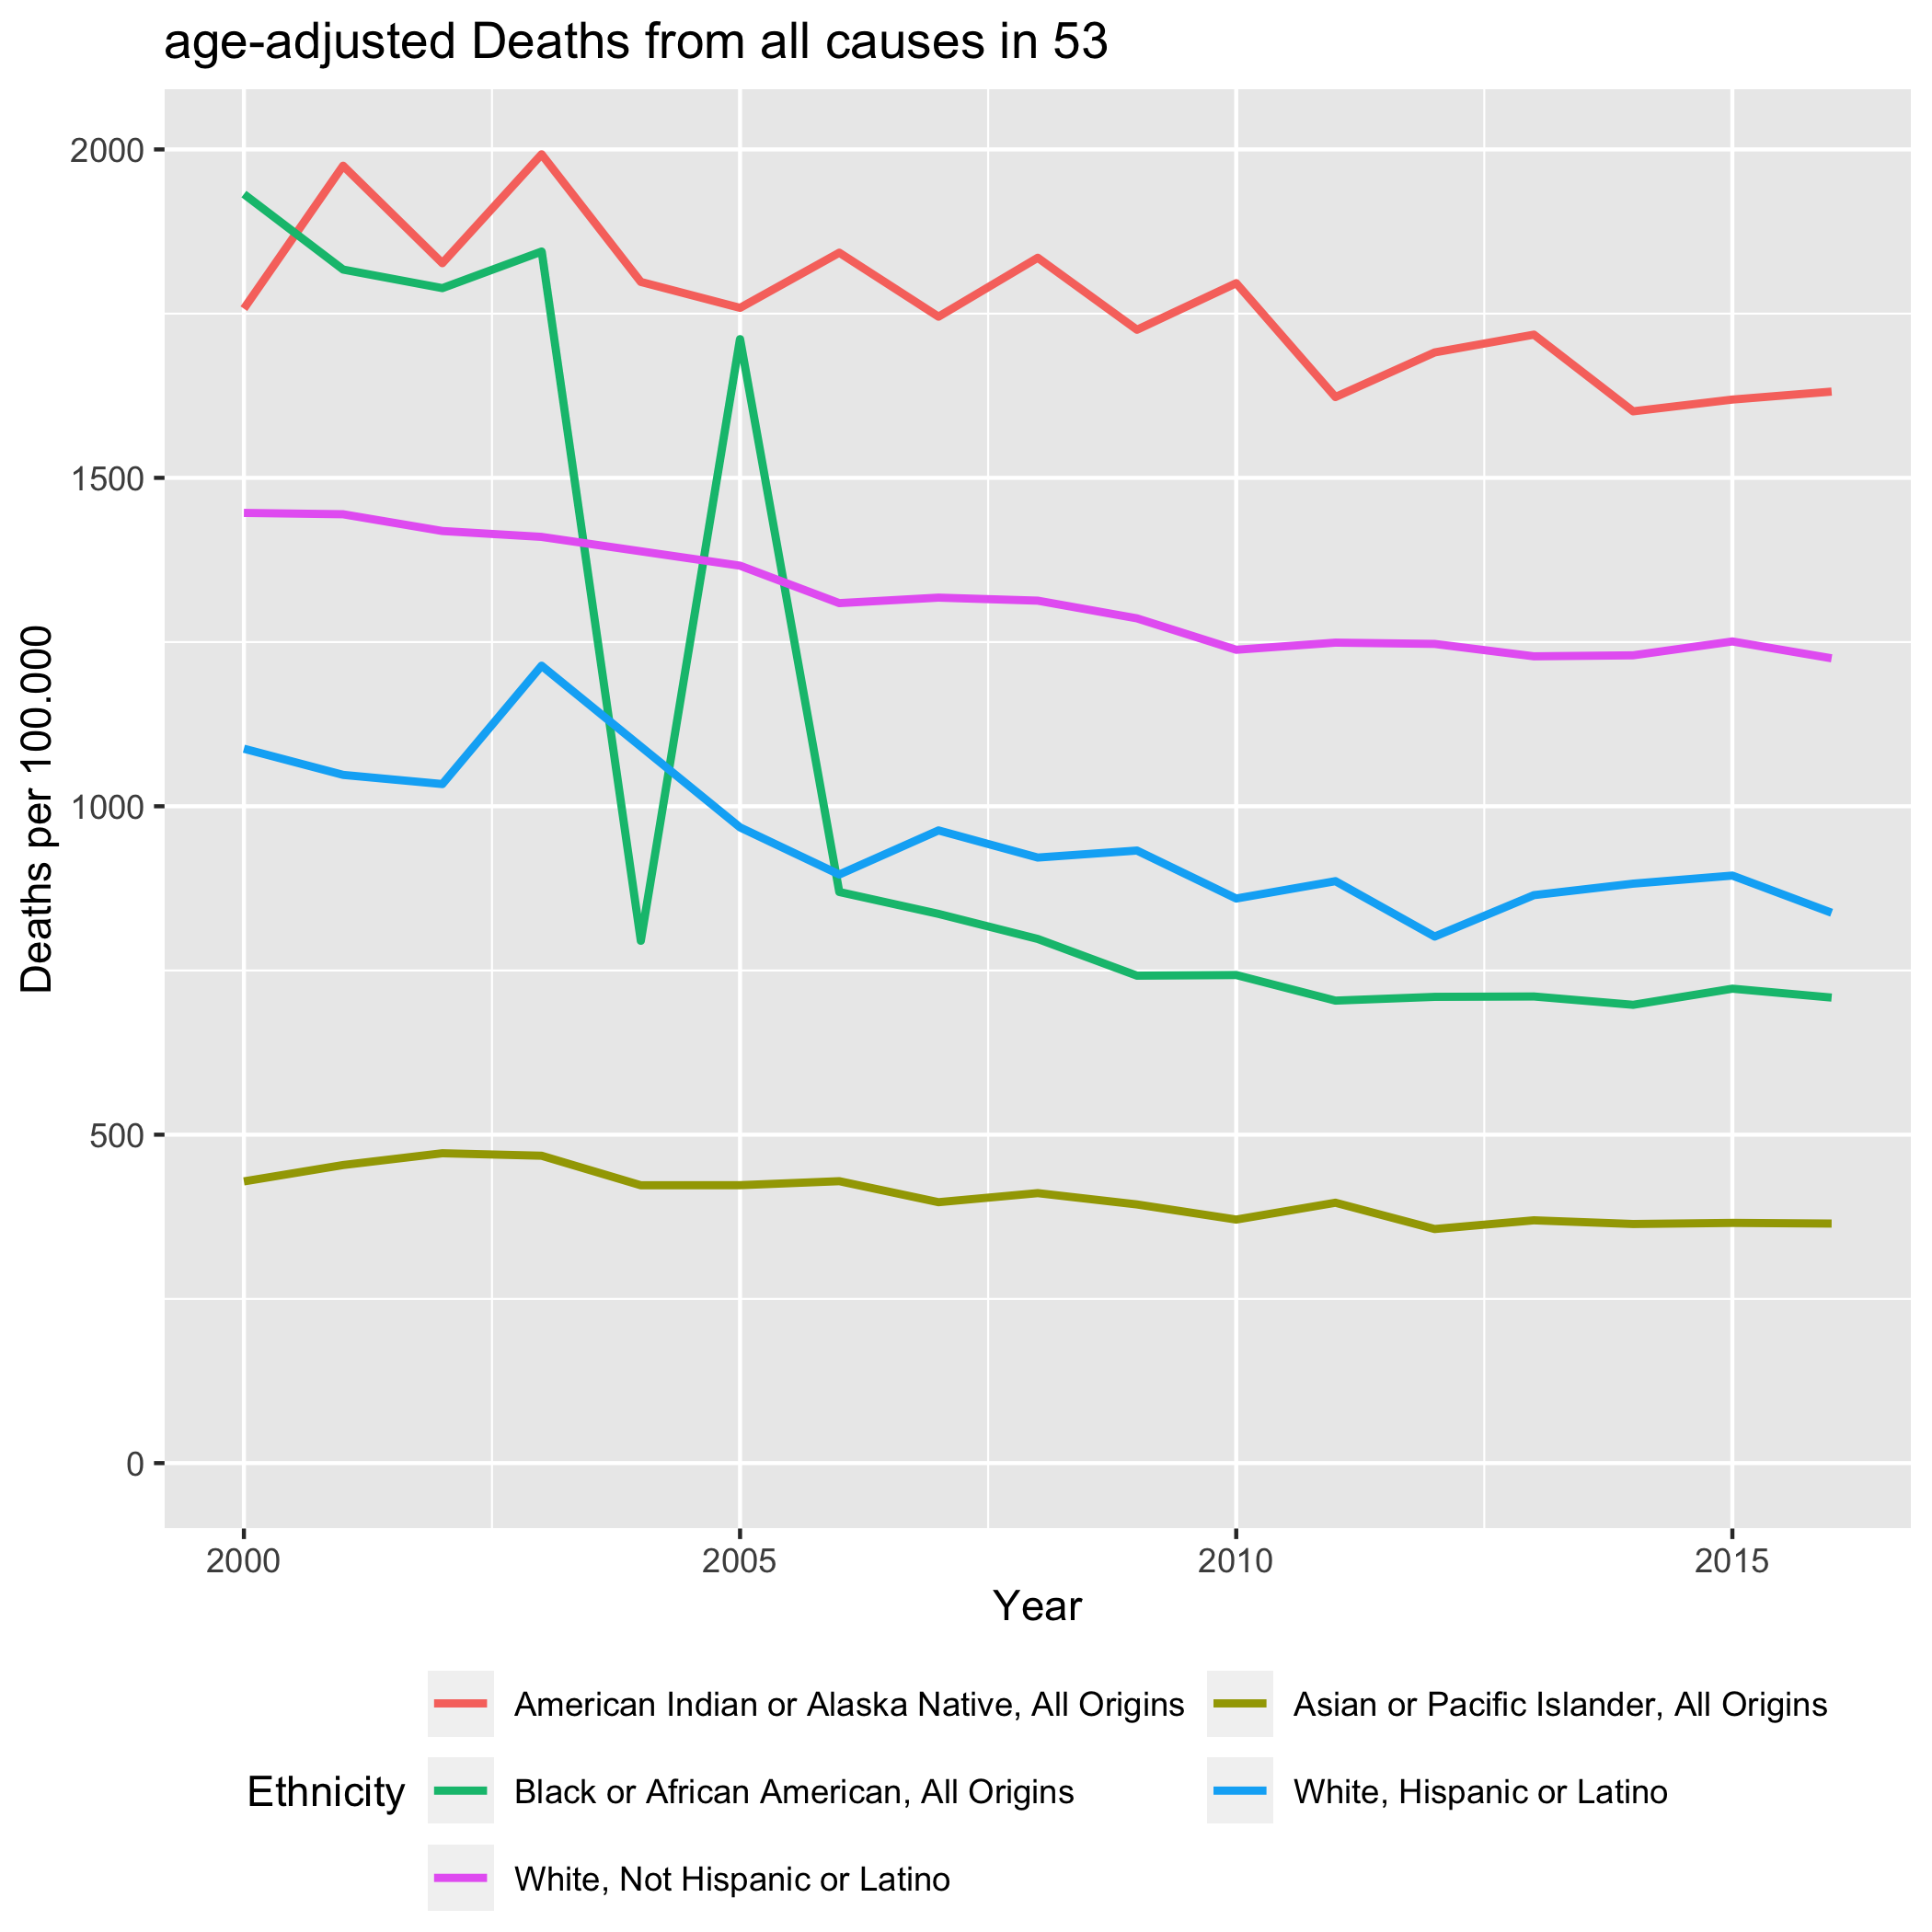 age-adjusted Deaths from all causes in 53
Deaths per 100.000
2000
1500
1000
500
0
2000 2005 2010 2015
Year
Ethnicity
American Indian or Alaska Native, All Origins
Asian or Pacific Islander, All Origins
Black or African American, All Origins
White, Hispanic or Latino
White, Not Hispanic or Latino